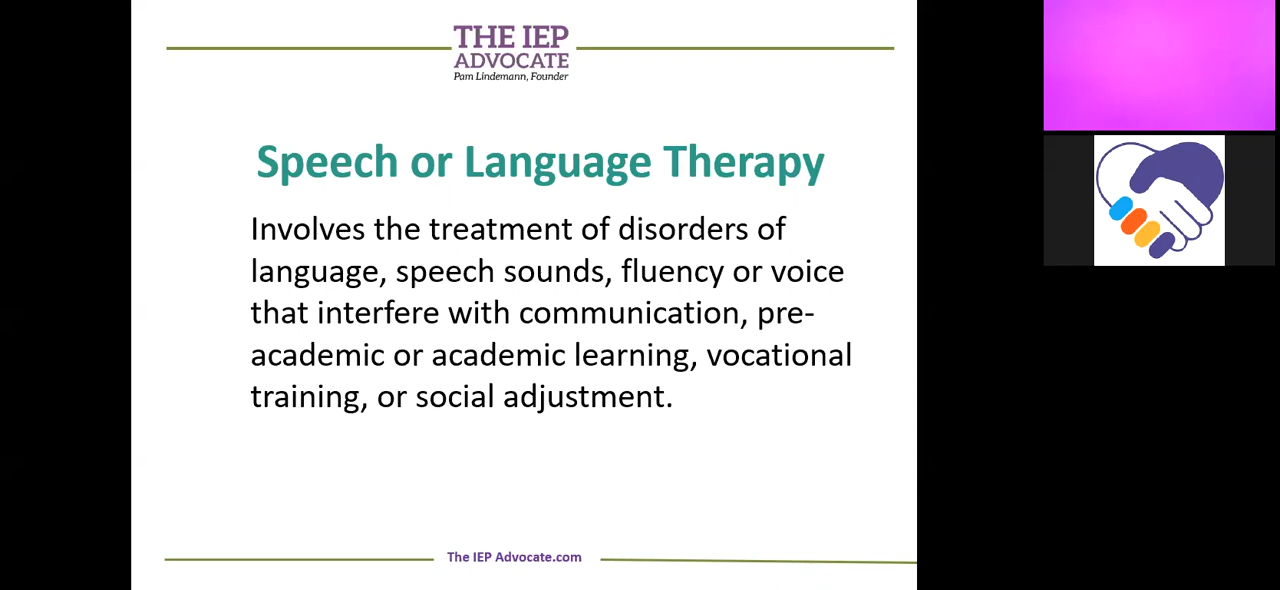 THE IEP
ADVOCATE
Pam Lindemann, Founder
Speech or Language Therapy
Involves the treatment of disorders of
language, speech sounds, fluency or voice
that interfere with communication, pre-
academic or academic learning, vocational
training, or social adjustment.
The IEP Advocate.com